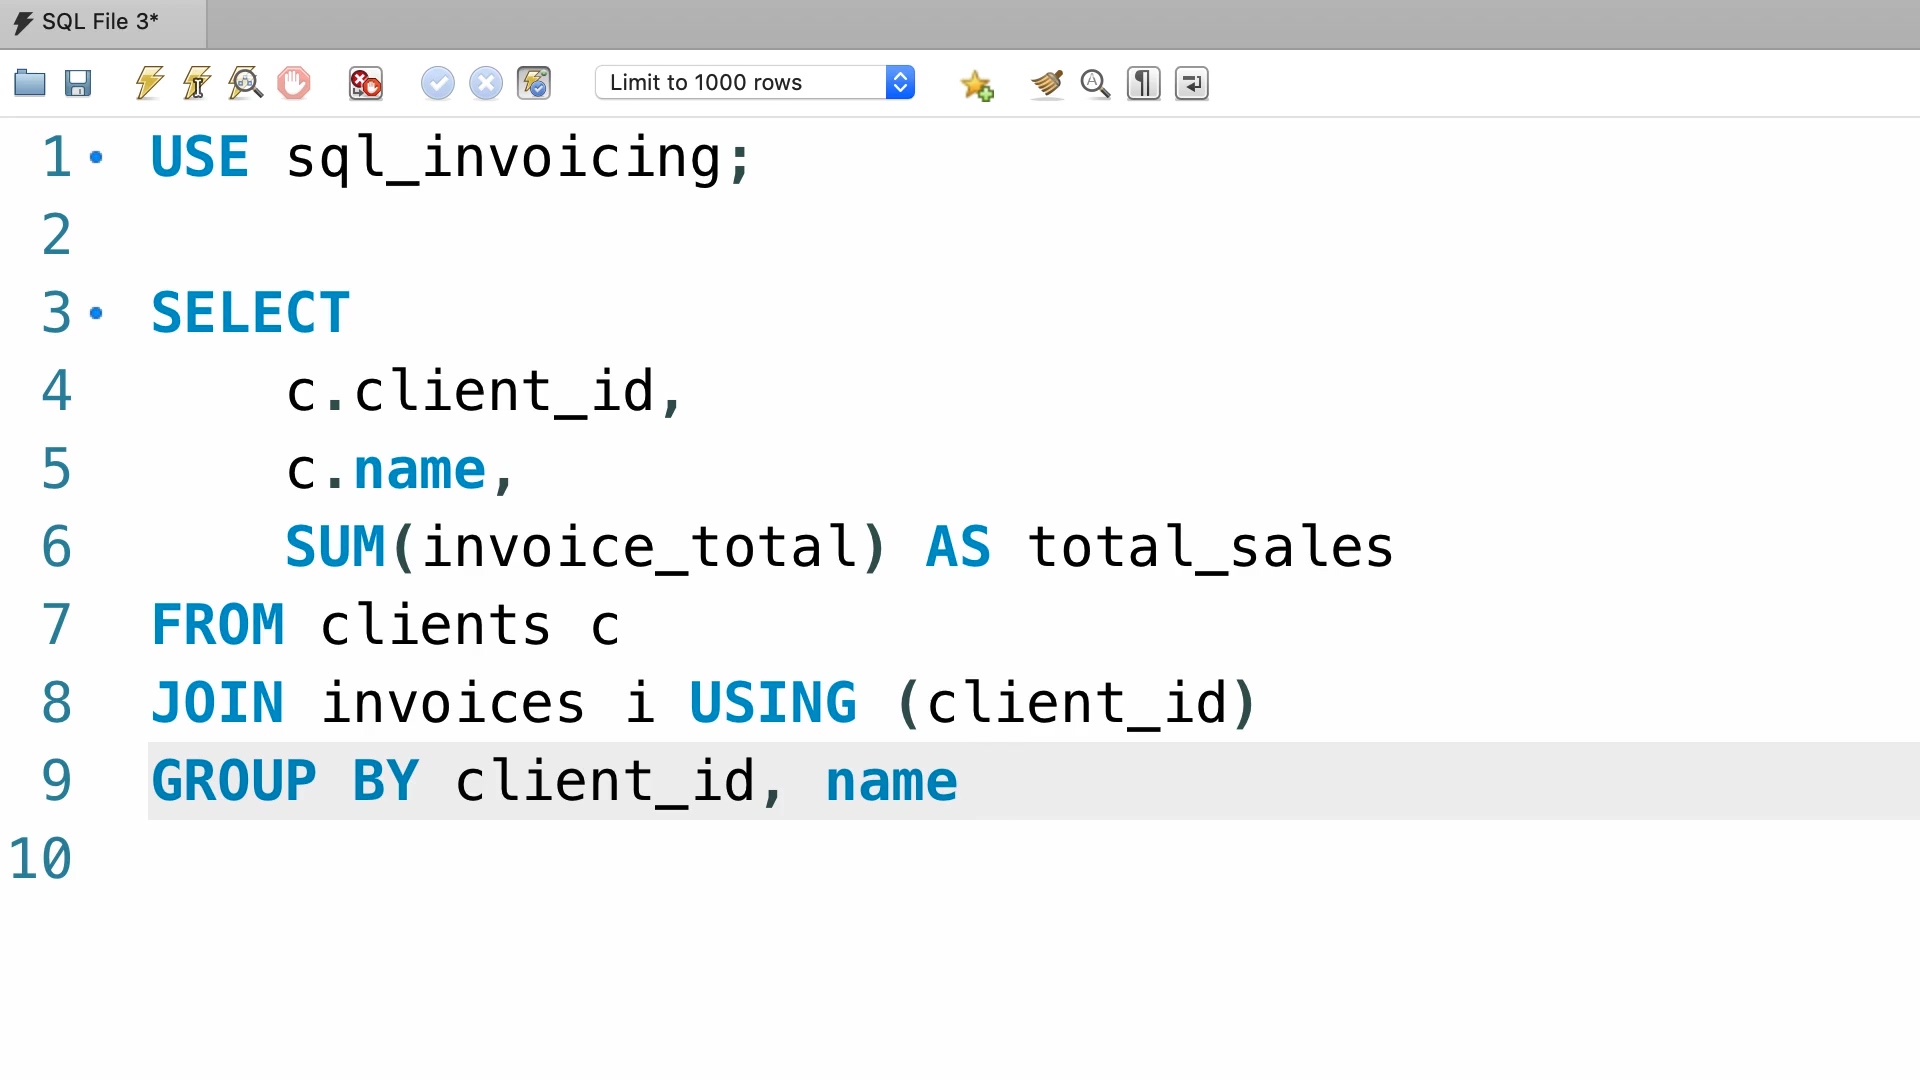 SQL File 3*
Limit to 1000 rows
1 USE sql_invoicing;
2
3 SELECT
4 c.client_id,
5 c.name,
6 SUM(invoice_total) AS total_sales
7 FROM clients c
8 JOIN invoices i USING (client_id)
9 GROUP BY client_id, name
10